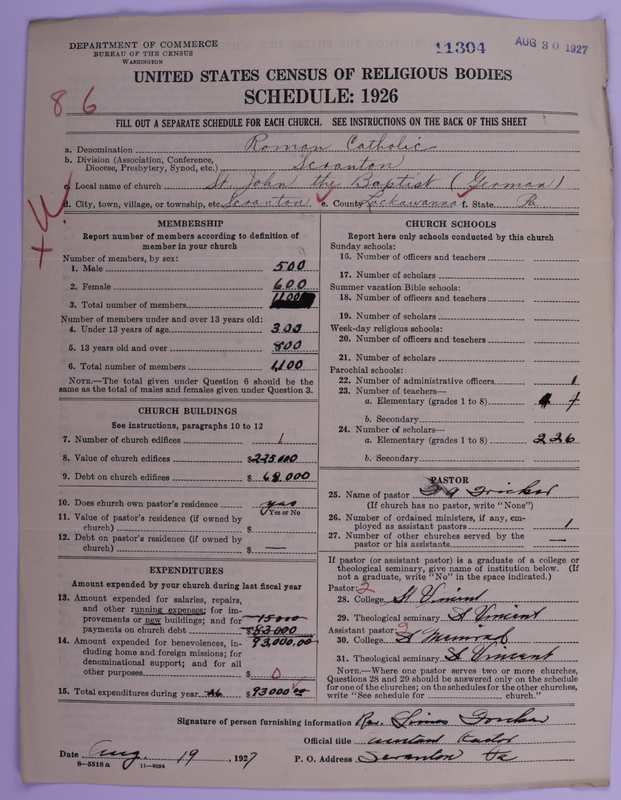 DEPARTMENT OF COMMERCE
BUREAU OF THE CENSUS
WASHINGTON
11304
AUG 30 1927
UNITED STATES CENSUS OF RELIGIOUS BODIES
SCHEDULE: 1926
8 6
FILL OUT A SEPARATE SCHEDULE FOR EACH CHURCH. SEE INSTRUCTIONS ON THE BACK OF THIS SHEET
a. Denomination Roman Catholic
b. Division (Association, Conference, Diocese, Presbytery, Synod, etc.) Scranton
c. Local name of church St. John the Baptist (German)
d. City, town, village, or township, etc. Scranton e. County Lackawanna f. State Pa
MEMBERSHIP
Report number of members according to definition of
member in your church
Number of members, by sex:
1. Male 500
2. Female 600
3. Total number of members 1100
Number of members under and over 13 years old:
4. Under 13 years of age 300
5. 13 years old and over 800
6. Total number of members 1100
NOTE.—The total given under Question 6 should be the
same as the total of males and females given under Question 3.
CHURCH BUILDINGS
See instructions, paragraphs 10 to 12
7. Number of church edifices 1
8. Value of church edifices $275.000
9. Debt on church edifices $ 68.000
10. Does church own pastor's residence yes
Yes or No
11. Value of pastor's residence (if owned by
church) $
12. Debt on pastor's residence (if owned by
church) $ —
EXPENDITURES
Amount expended by your church during last fiscal year
13. Amount expended for salaries, repairs,
and other running expenses; for im-
provements or new buildings; and for 15000
payments on church debt $83.000
14. Amount expended for benevolences, in- 93,000.00
cluding home and foreign missions; for
denominational support; and for all
other purposes $ 0
15. Total expenditures during year $93000.00
CHURCH SCHOOLS
Report here only schools conducted by this church
Sunday schools:
16. Number of officers and teachers
17. Number of scholars
Summer vacation Bible schools:
18. Number of officers and teachers
19. Number of scholars
Week-day religious schools:
20. Number of officers and teachers
21. Number of scholars
Parochial schools:
22. Number of administrative officers 1
23. Number of teachers—
a. Elementary (grades 1 to 8)
b. Secondary
24. Number of scholars—
a. Elementary (grades 1 to 8) 226
b. Secondary
PASTOR
25. Name of pastor
(If church has no pastor, write "None")
26. Number of ordained ministers, if any, em-
ployed as assistant pastors 1
27. Number of other churches served by the
pastor or his assistants —
If pastor (or assistant pastor) is a graduate of a college or
theological seminary, give name of institution below. (If
not a graduate, write "No" in the space indicated.)
Pastor: 2
28. College St Vincent
29. Theological seminary St Vincent
Assistant pastor:
30. College St Meinrad
31. Theological seminary St Vincent
NOTE.—Where one pastor serves two or more churches,
Questions 28 and 29 should be answered only on the schedule
for one of the churches; on the schedules for the other churches,
write "See schedule for church."
Signature of person furnishing information Rev.
Official title assistant Pastor
Date Aug. 19, 1927 P. O. Address Scranton Pa
8—5518 a 11—9054